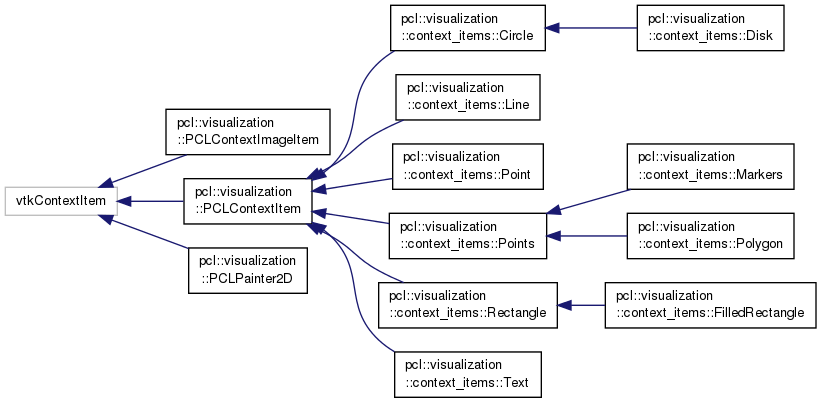 pcl::visualization
::context_items::Circle
pcl::visualization
::context_items::Disk
pcl::visualization
::context_items::Line
pcl::visualization
::PCLContextImageItem
pcl::visualization
::context_items::Point
pcl::visualization
::context_items::Markers
vtkContextItem
pcl::visualization
::PCLContextItem
pcl::visualization
::context_items::Points
pcl::visualization
::context_items::Polygon
pcl::visualization
::PCLPainter2D
pcl::visualization
::context_items::Rectangle
pcl::visualization
::context_items::FilledRectangle
pcl::visualization
::context_items::Text